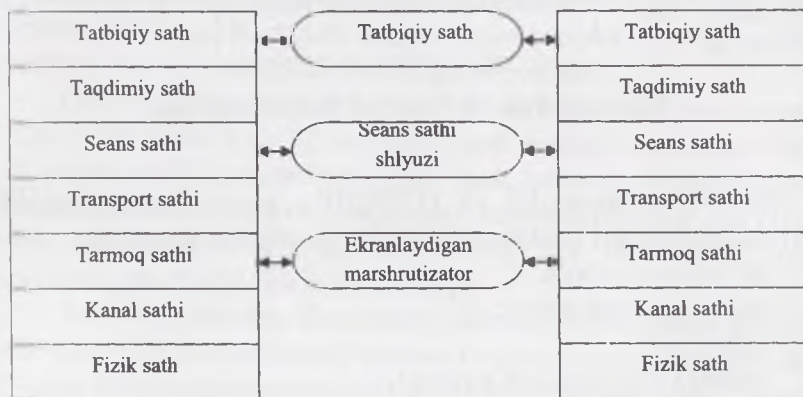 Tatbiqiy sath
Taqdimiy sath
Seans sathi
Transport sathi
Tarmoq sathi
Kanal sathi
Fizik sath
Tatbiqiy sath
Seans sathi
shlyuzi
Ekranlaydigan
marshrutizator
Tatbiqiy sath
Taqdimiy sath
Seans sathi
Transport sathi
Tarmoq sathi
Kanal sathi
Fizik sath